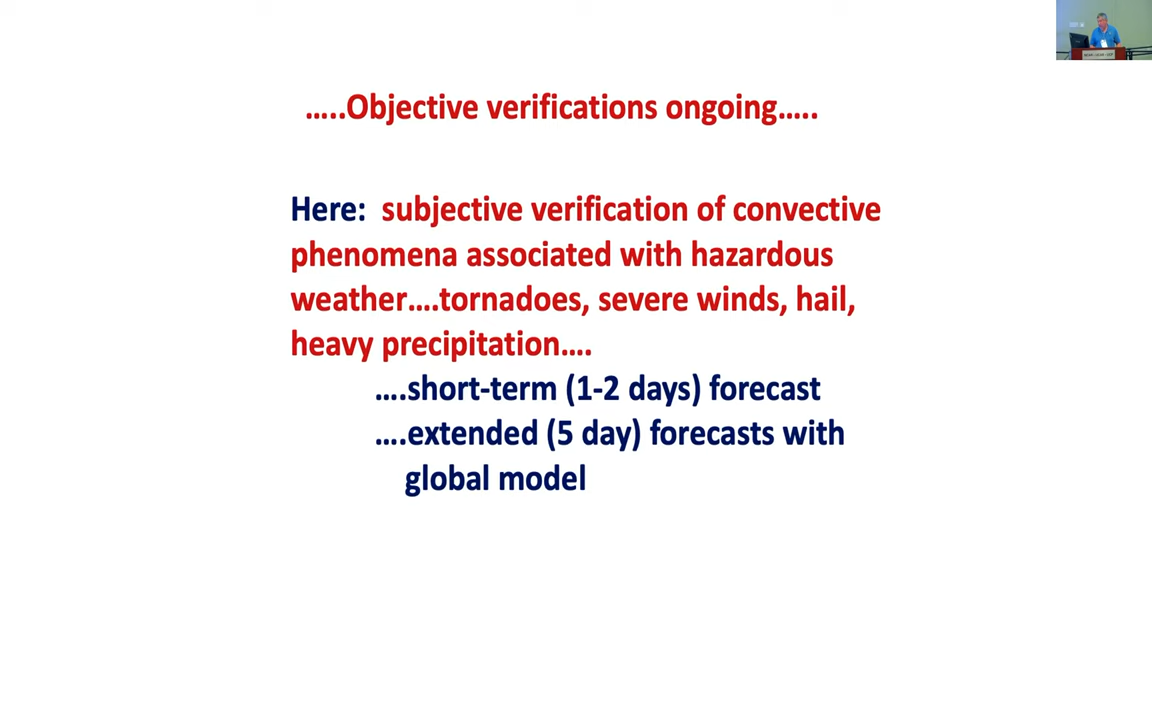 .....Objective verifications ongoing.....
Here:  subjective verification of convective
phenomena associated with hazardous
weather....tornadoes, severe winds, hail,
heavy precipitation....
....short-term (1-2 days) forecast
....extended (5 day) forecasts with
global model